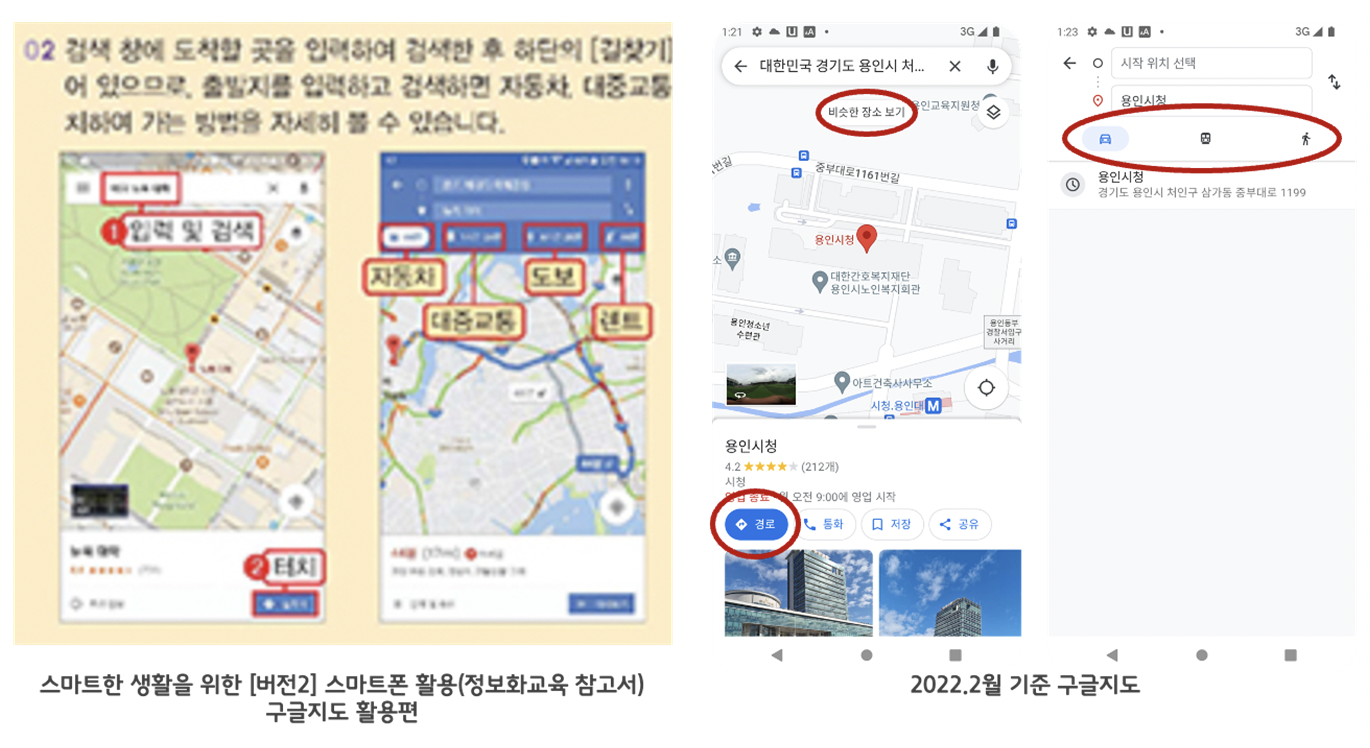 02 검색 창에 도착할 곳을 입력하여 검색한 후 하단의 [길찾기]
어 있으므로, 출발지를 입력하고 검색하면 자동차, 대중교통
치하여 가는 방법을 자세히 볼 수 있습니다.
1 입력 및 검색
뉴욕 대학
2 터치
자동차
도보
대중교통
렌트
스마트한 생활을 위한 [버전2] 스마트폰 활용(정보화교육 참고서)
구글지도 활용편
1:21
3G
대한민국 경기도 용인시 처...
비슷한 장소 보기
용인교육지원청
중부대로1161번길
용인시청
대한간호복지재단
용인시노인복지회관
용인청소년
수련관
용인동부
경찰서입구
사거리
아트건축사사무소
시청.용인대
M
용인시청
4.2 (212개)
시청
영업 종료 · 오전 9:00에 영업 시작
경로
통화
저장
공유
1:23
3G
시작 위치 선택
용인시청
용인시청
경기도 용인시 처인구 삼가동 중부대로 1199
2022.2월 기준 구글지도